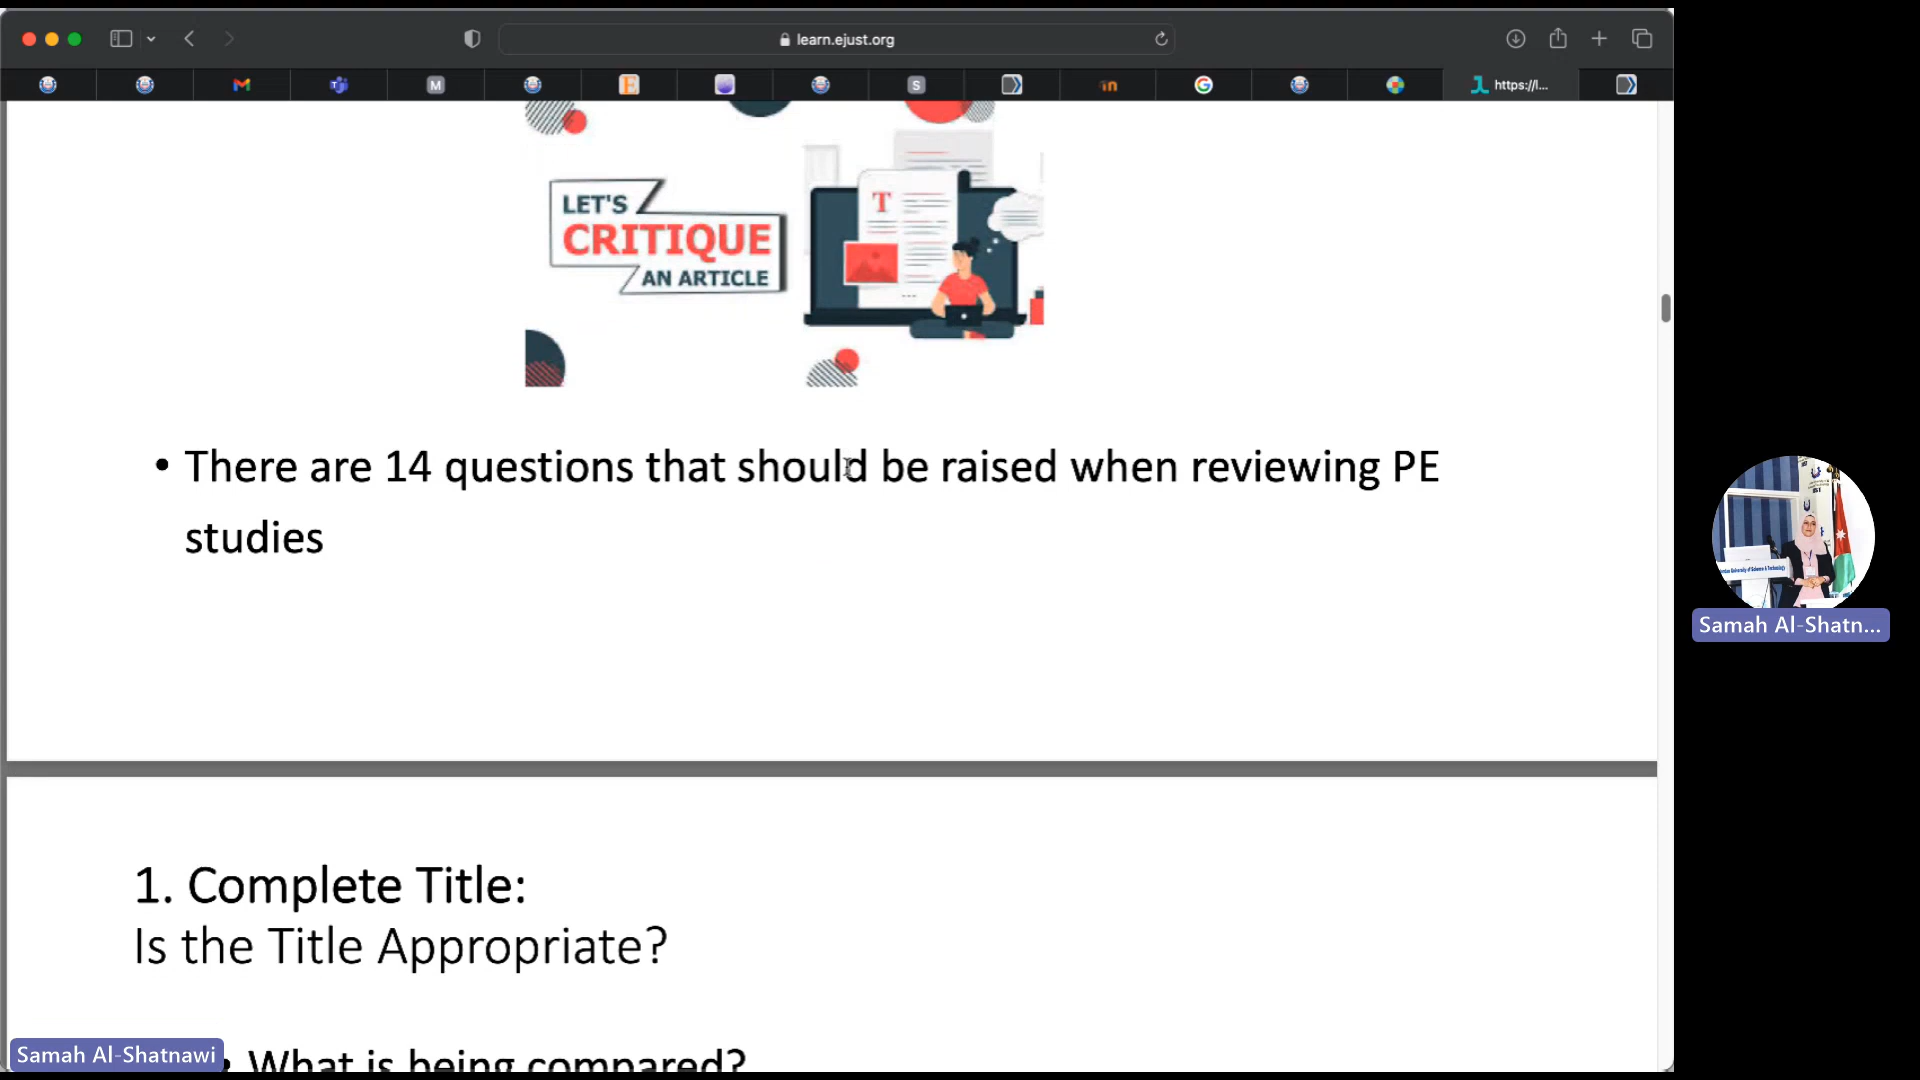 learn.ejust.org
M
S
in
G
https://l...
LET'S
CRITIQUE
AN ARTICLE
T
• There are 14 questions that should be raised when reviewing PE
studies
Samah Al-Shatn...
1. Complete Title:
Is the Title Appropriate?
Samah Al-Shatnawi
• What is being compared?